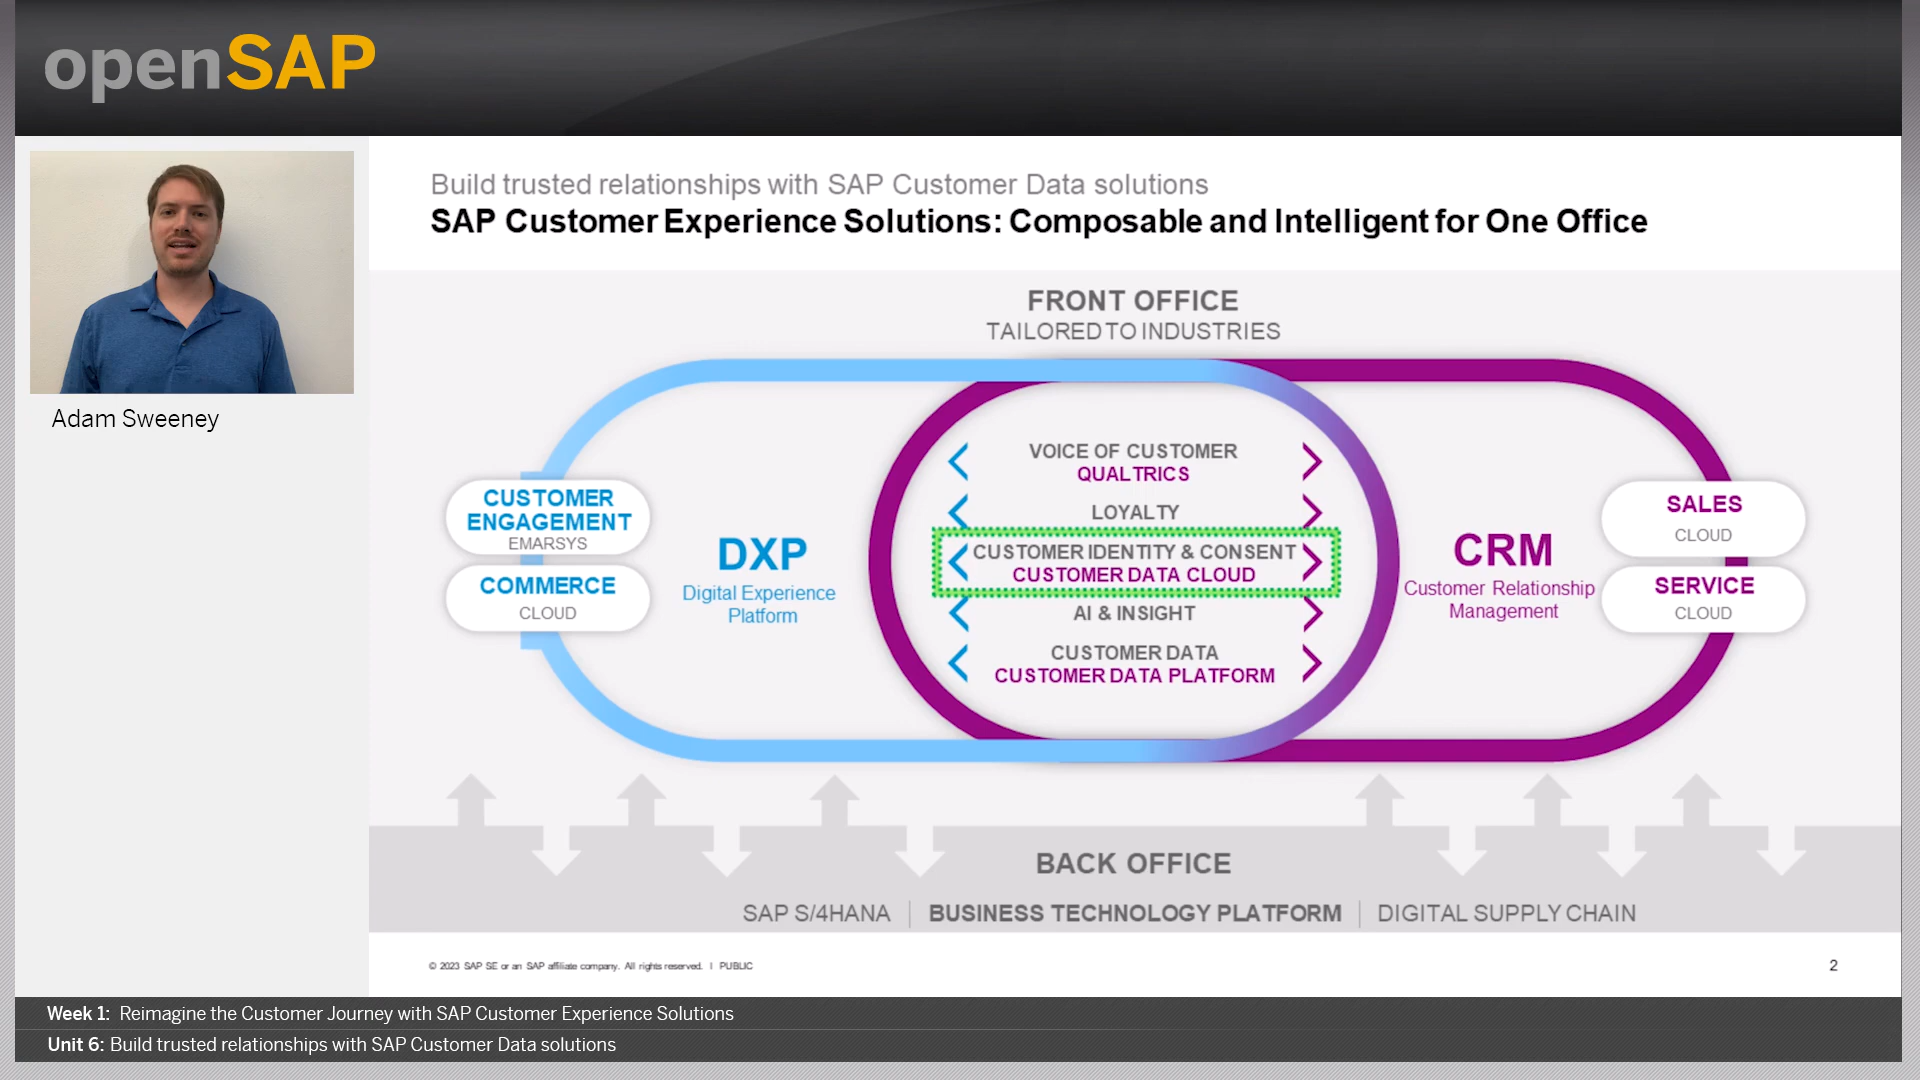 openSAP
Adam Sweeney
Build trusted relationships with SAP Customer Data solutions
SAP Customer Experience Solutions: Composable and Intelligent for One Office
FRONT OFFICE
TAILORED TO INDUSTRIES
CUSTOMER
ENGAGEMENT
EMARSYS
COMMERCE
CLOUD
DXP
Digital Experience
Platform
VOICE OF CUSTOMER
QUALTRICS
LOYALTY
CUSTOMER IDENTITY & CONSENT
CUSTOMER DATA CLOUD
AI & INSIGHT
CUSTOMER DATA
CUSTOMER DATA PLATFORM
CRM
Customer Relationship
Management
SALES
CLOUD
SERVICE
CLOUD
BACK OFFICE
SAP S/4HANA | BUSINESS TECHNOLOGY PLATFORM | DIGITAL SUPPLY CHAIN
© 2023 SAP SE or an SAP affiliate company. All rights reserved. I PUBLIC
2
Week 1: Reimagine the Customer Journey with SAP Customer Experience Solutions
Unit 6: Build trusted relationships with SAP Customer Data solutions